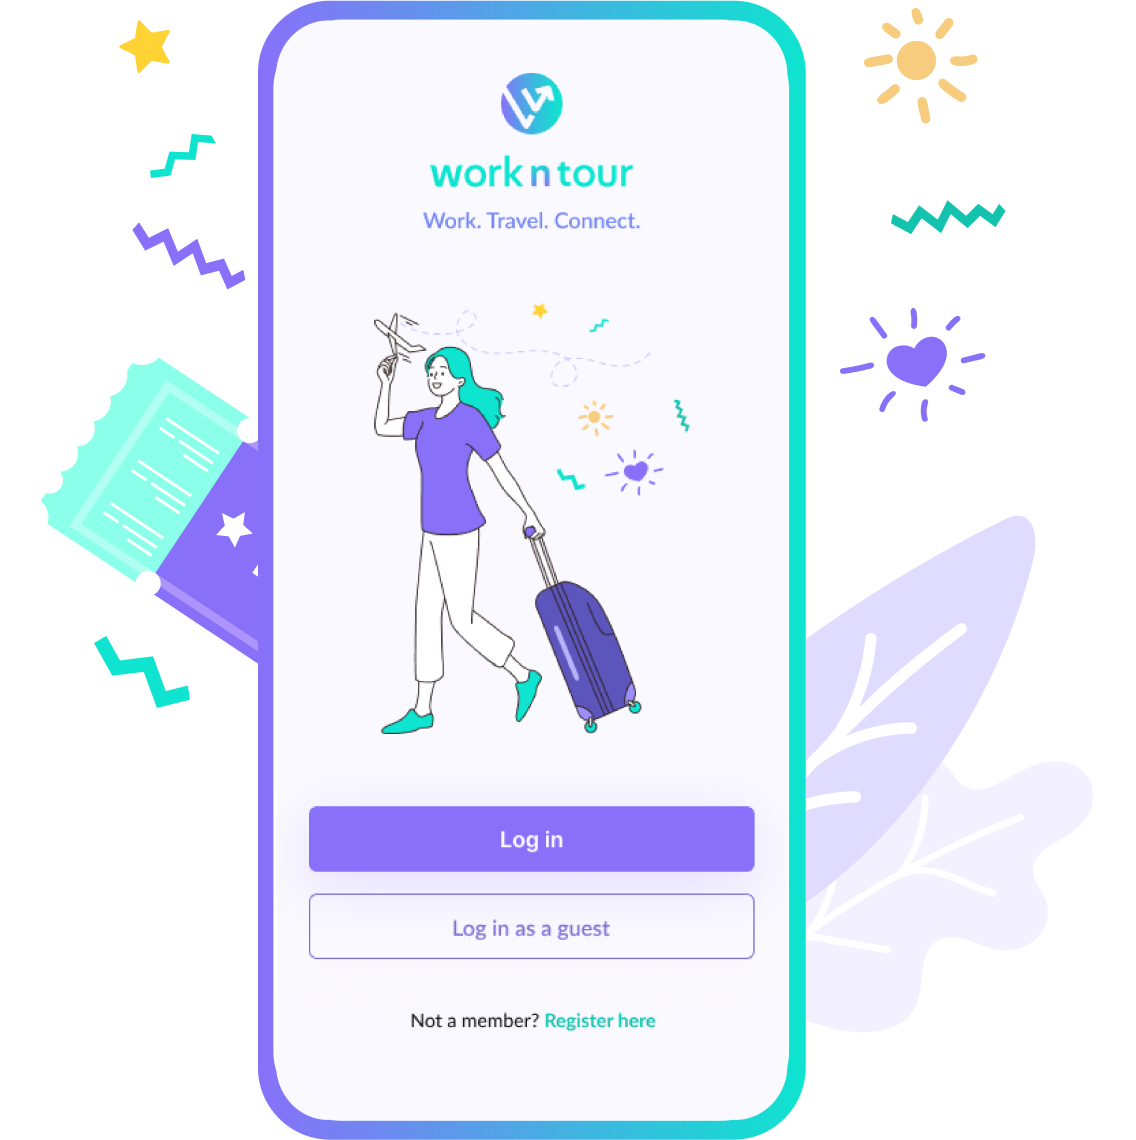 work n tour
Work. Travel. Connect.
Log in
Log in as a guest
Not a member? Register here